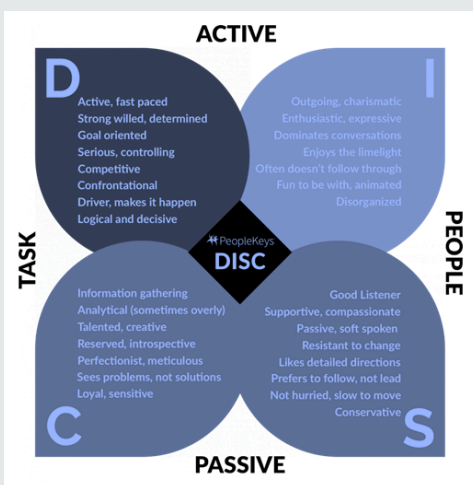 ACTIVE
D
Active, fast paced
Strong willed, determined
Goal oriented
Serious, controlling
Competitive
Confrontational
Driver, makes it happen
Logical and decisive
I
Outgoing, charismatic
Enthusiastic, expressive
Dominates conversations
Enjoys the limelight
Often doesn't follow through
Fun to be with, animated
Disorganized
TASK
PeopleKeys
DISC
PEOPLE
Information gathering
Analytical (sometimes overly)
Talented, creative
Reserved, introspective
Perfectionist, meticulous
Sees problems, not solutions
Loyal, sensitive
C
Good Listener
Supportive, compassionate
Passive, soft spoken
Resistant to change
Likes detailed directions
Prefers to follow, not lead
Not hurried, slow to move
Conservative
S
PASSIVE